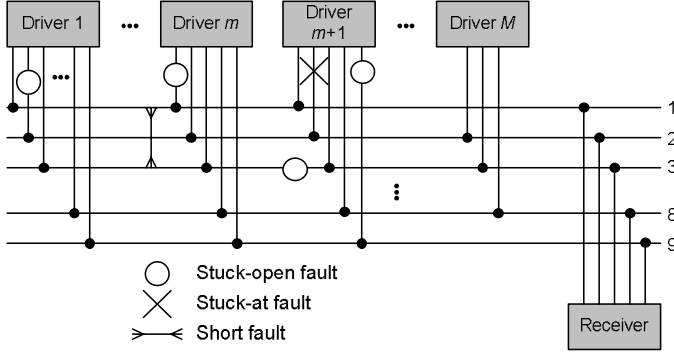 Driver 1
•••
Driver m
Driver
m+1
•••
Driver M
•••
1
2
3
8
9
Stuck-open fault
Stuck-at fault
Short fault
Receiver